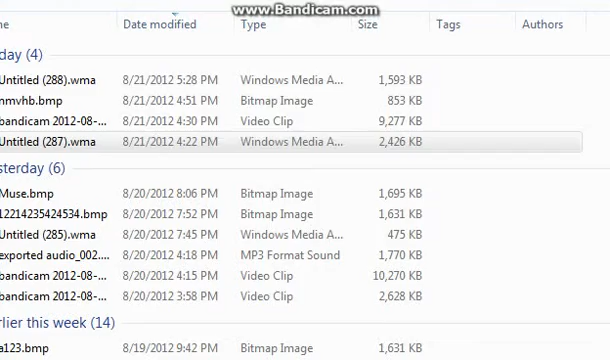 www.Bandicam.com
ne Date modified Type Size Tags Authors
day (4)
Untitled (288).wma 8/21/2012 5:28 PM Windows Media A... 1,593 KB
nmvhb.bmp 8/21/2012 4:51 PM Bitmap Image 853 KB
bandicam 2012-08-... 8/21/2012 4:30 PM Video Clip 9,277 KB
Untitled (287).wma 8/21/2012 4:22 PM Windows Media A... 2,426 KB
sterday (6)
Muse.bmp 8/20/2012 8:06 PM Bitmap Image 1,695 KB
12214235424534.bmp 8/20/2012 7:52 PM Bitmap Image 1,631 KB
Untitled (285).wma 8/20/2012 7:45 PM Windows Media A... 475 KB
exported audio_002.... 8/20/2012 4:18 PM MP3 Format Sound 1,770 KB
bandicam 2012-08-... 8/20/2012 4:15 PM Video Clip 10,270 KB
bandicam 2012-08-... 8/20/2012 3:58 PM Video Clip 2,628 KB
rlier this week (14)
a123.bmp 8/19/2012 9:42 PM Bitmap Image 1,631 KB